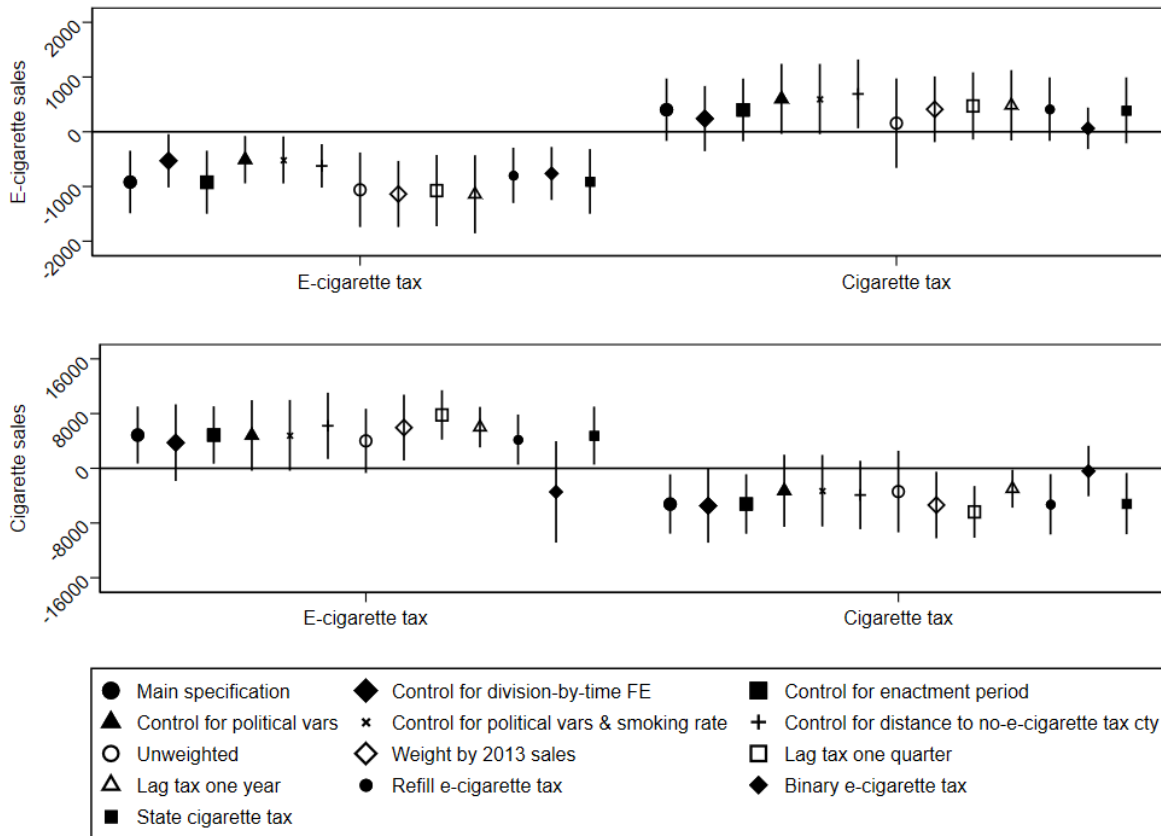 E-cigarette sales
2000
1000
0
-1000
-2000
E-cigarette tax
Cigarette tax
Cigarette sales
16000
8000
0
-8000
-16000
E-cigarette tax
Cigarette tax
Main specification
Control for division-by-time FE
Control for enactment period
Control for political vars
Control for political vars & smoking rate
Control for distance to no-e-cigarette tax cty
Unweighted
Weight by 2013 sales
Lag tax one quarter
Lag tax one year
Refill e-cigarette tax
Binary e-cigarette tax
State cigarette tax